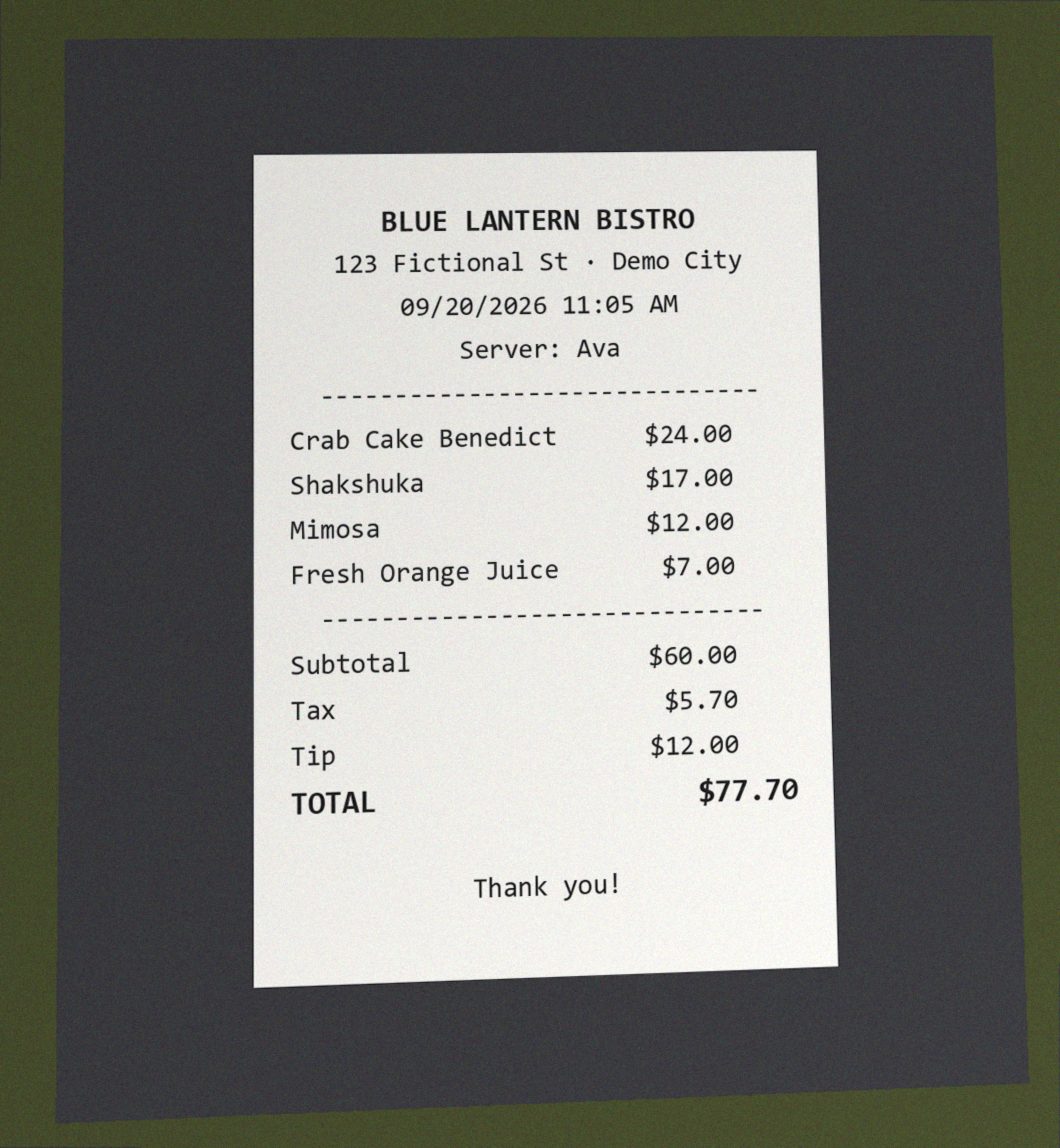 BLUE LANTERN BISTRO
123 Fictional St · Demo City
09/20/2026 11:05 AM
Server: Ava
------------------------------
Crab Cake Benedict $24.00
Shakshuka $17.00
Mimosa $12.00
Fresh Orange Juice $7.00
------------------------------
Subtotal $60.00
Tax $5.70
Tip $12.00
TOTAL $77.70
Thank you!